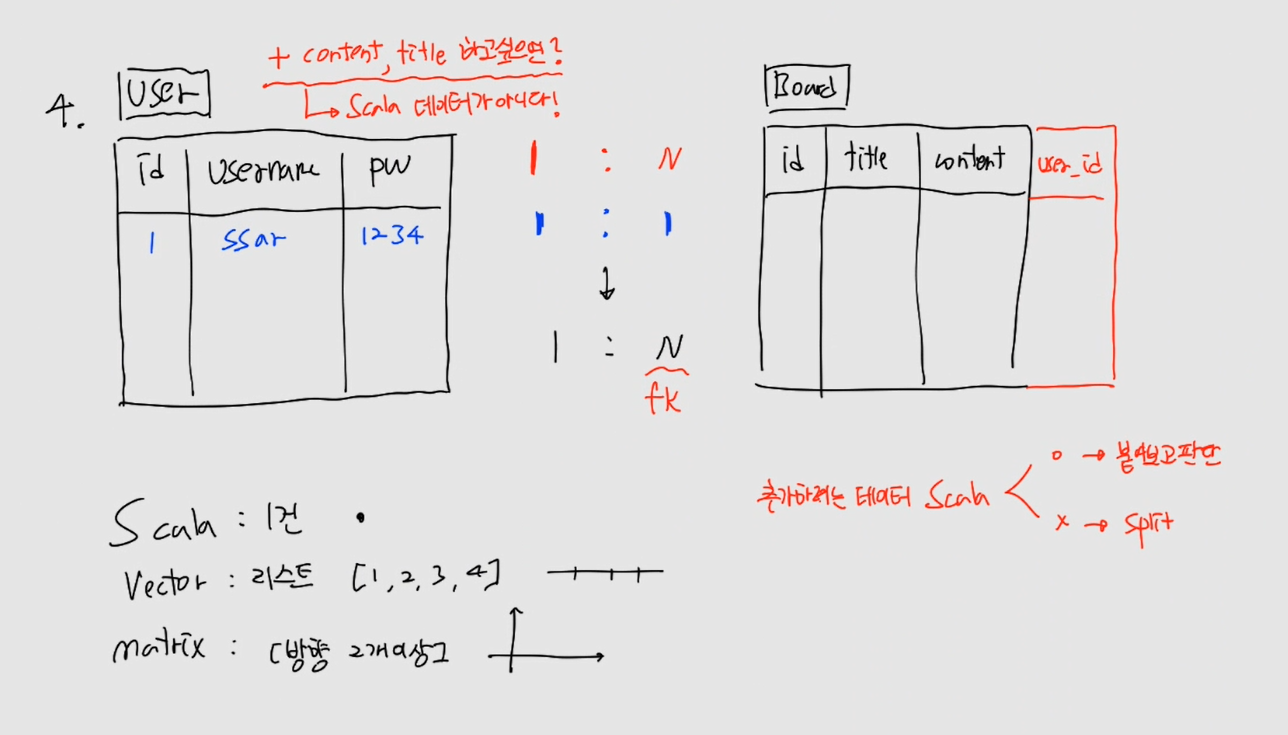 + content, title 하고싶으면?
→ Scala 데이터가 아니다!
4.
User
id username pw
1 ssar 1234
1 : N
1 : 1
↓
1 : N
fk
Board
id title content user_id
추가하려는 데이터 Scala
o → 붙여보고판단
x → split
Scala : 1건
Vector : 리스트 [1, 2, 3, 4]
matrix : [방향 2개이상]